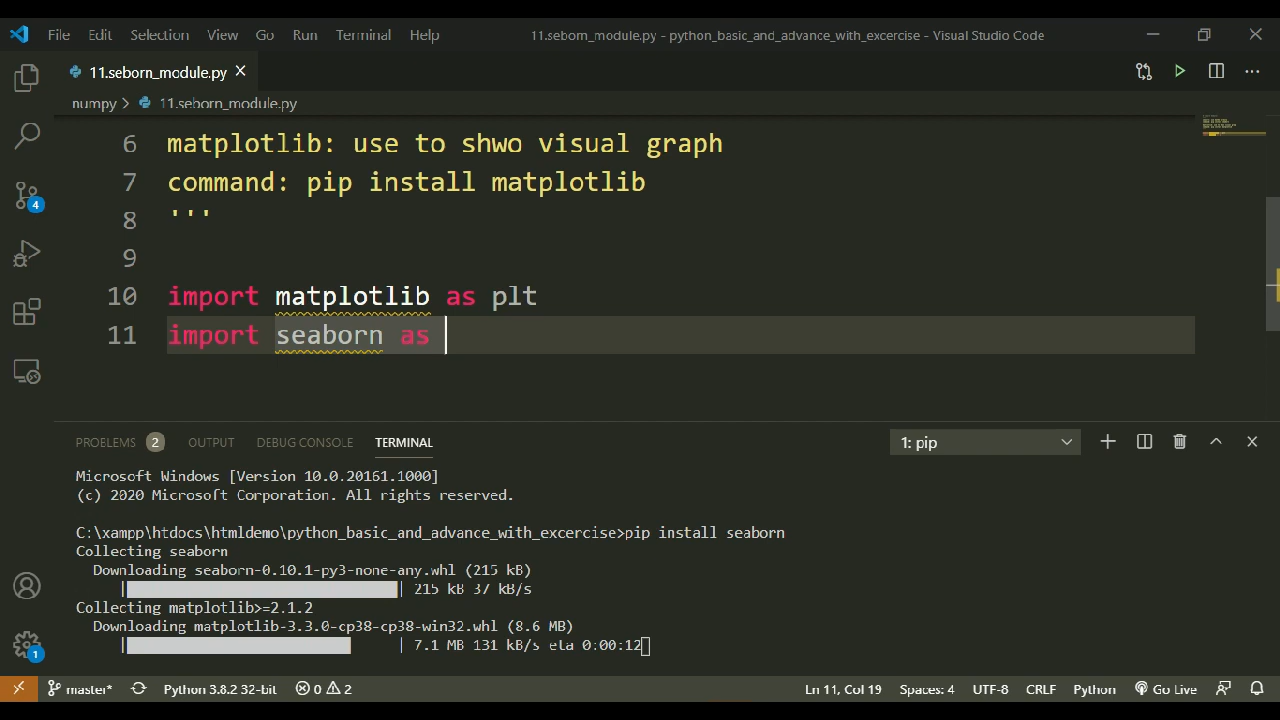 File Edit Selection View Go Run Terminal Help 11.seborn_module.py - python_basic_and_advance_with_excercise - Visual Studio Code
11.seborn_module.py
numpy > 11.seborn_module.py
6 matplotlib: use to shwo visual graph
7 command: pip install matplotlib
8 '''
9
10 import matplotlib as plt
11 import seaborn as
4
1
PROBLEMS 2 OUTPUT DEBUG CONSOLE TERMINAL 1: pip
Microsoft Windows [Version 10.0.20161.1000]
(c) 2020 Microsoft Corporation. All rights reserved.
C:\xampp\htdocs\htmldemo\python_basic_and_advance_with_excercise>pip install seaborn
Collecting seaborn
Downloading seaborn-0.10.1-py3-none-any.whl (215 kB)
| | 215 kB 37 kB/s
Collecting matplotlib>=2.1.2
Downloading matplotlib-3.3.0-cp38-cp38-win32.whl (8.6 MB)
| | 7.1 MB 131 kB/s eta 0:00:12
master* Python 3.8.2 32-bit 0 2 Ln 11, Col 19 Spaces: 4 UTF-8 CRLF Python Go Live